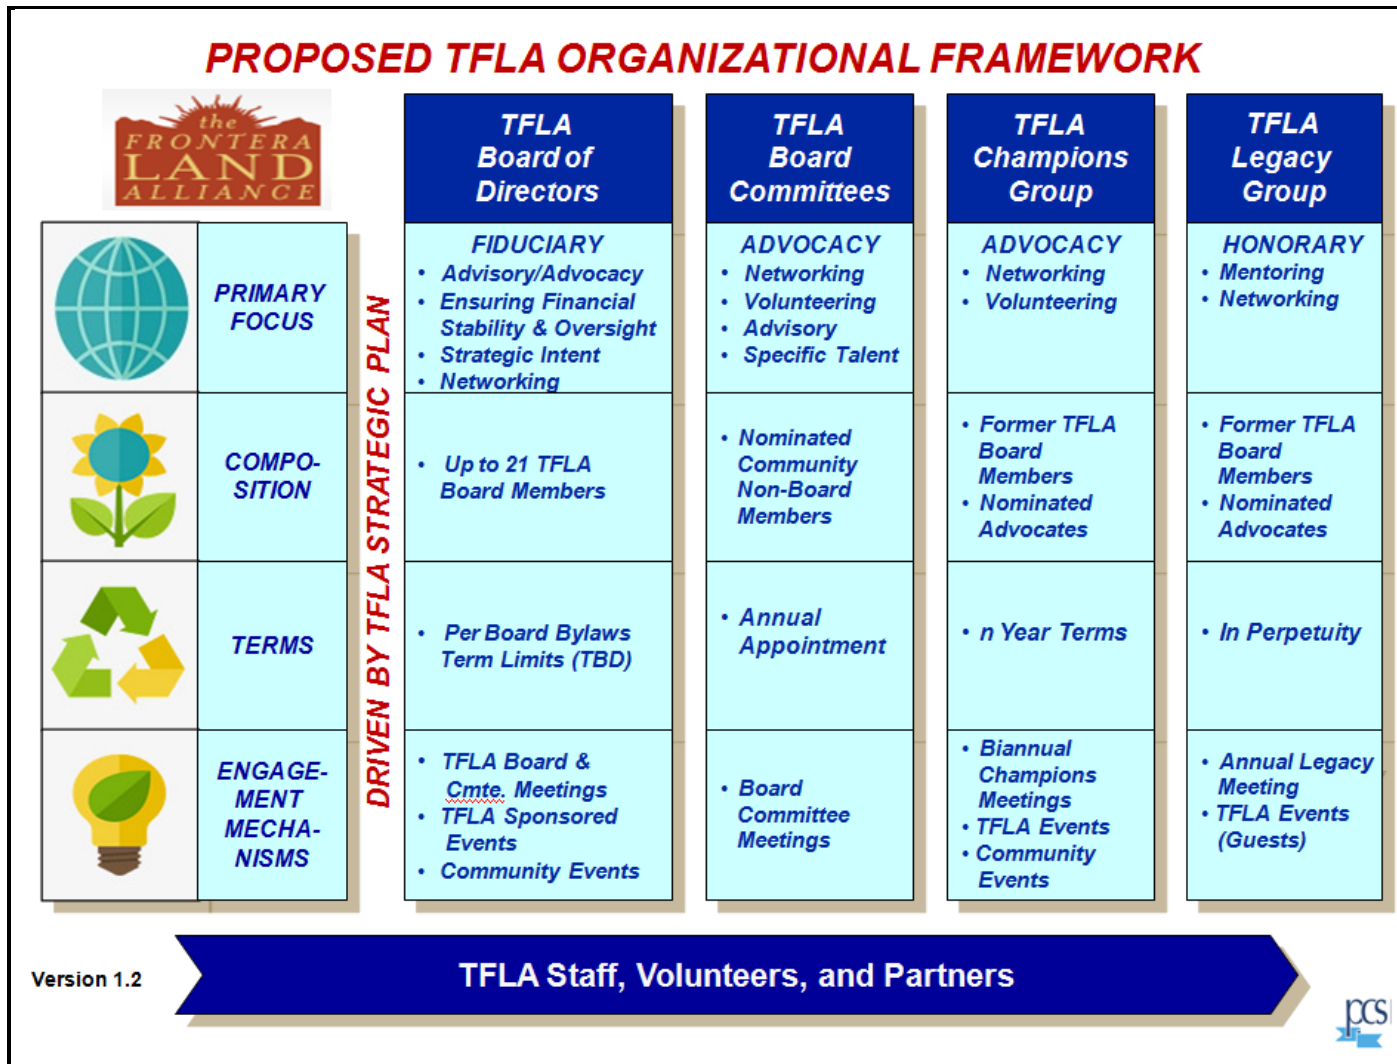 PROPOSED TFLA ORGANIZATIONAL FRAMEWORK
the
FRONTERA
LAND
ALLIANCE
TFLA
Board of
Directors
TFLA
Board
Committees
TFLA
Champions
Group
TFLA
Legacy
Group
PRIMARY
FOCUS
DRIVEN BY TFLA STRATEGIC PLAN
FIDUCIARY
• Advisory/Advocacy
• Ensuring Financial
Stability & Oversight
• Strategic Intent
• Networking
ADVOCACY
• Networking
• Volunteering
• Advisory
• Specific Talent
ADVOCACY
• Networking
• Volunteering
HONORARY
• Mentoring
• Networking
COMPO-
SITION
• Up to 21 TFLA
Board Members
• Nominated
Community
Non-Board
Members
• Former TFLA
Board
Members
• Nominated
Advocates
• Former TFLA
Board
Members
• Nominated
Advocates
TERMS
• Per Board Bylaws
Term Limits (TBD)
• Annual
Appointment
• n Year Terms
• In Perpetuity
ENGAGE-
MENT
MECHA-
NISMS
• TFLA Board &
Cmte. Meetings
• TFLA Sponsored
Events
• Community Events
• Board
Committee
Meetings
• Biannual
Champions
Meetings
• TFLA Events
• Community
Events
• Annual Legacy
Meeting
• TFLA Events
(Guests)
Version 1.2
TFLA Staff, Volunteers, and Partners
pcs